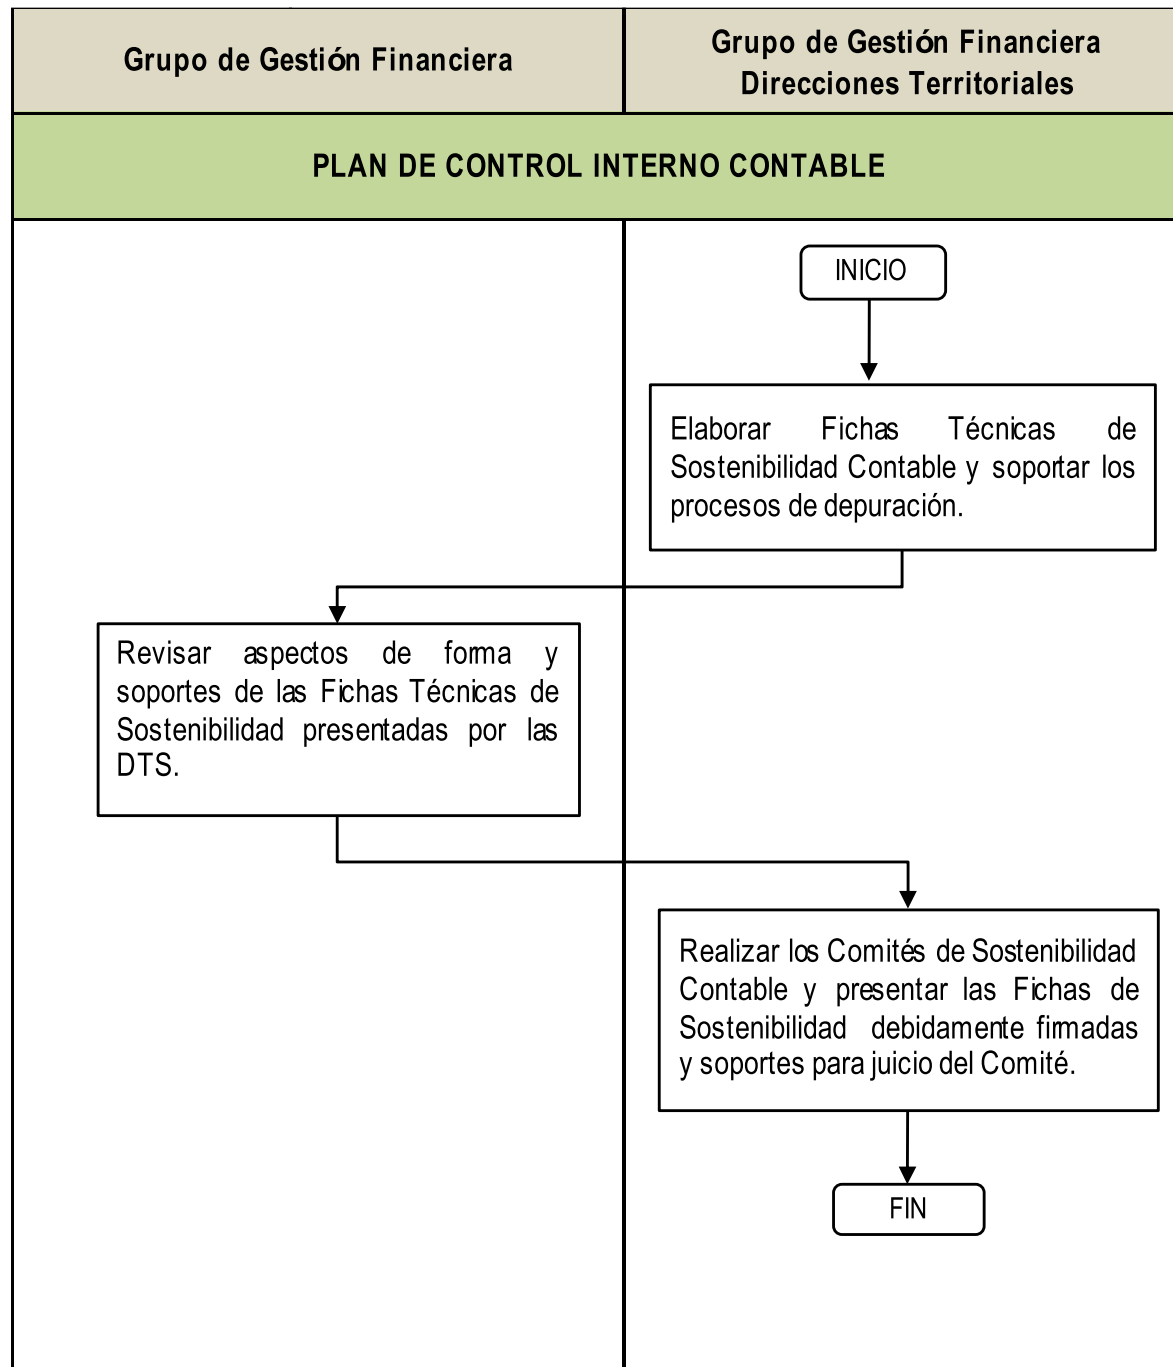 Grupo de Gestión Financiera
Grupo de Gestión Financiera
Direcciones Territoriales
PLAN DE CONTROL INTERNO CONTABLE
INICIO
Elaborar Fichas Técnicas de
Sostenibilidad Contable y soportar los
procesos de depuración.
Revisar aspectos de forma y
soportes de las Fichas Técnicas de
Sostenibilidad presentadas por las
DTS.
Realizar los Comités de Sostenibilidad
Contable y presentar las Fichas de
Sostenibilidad debidamente firmadas
y soportes para juicio del Comité.
FIN